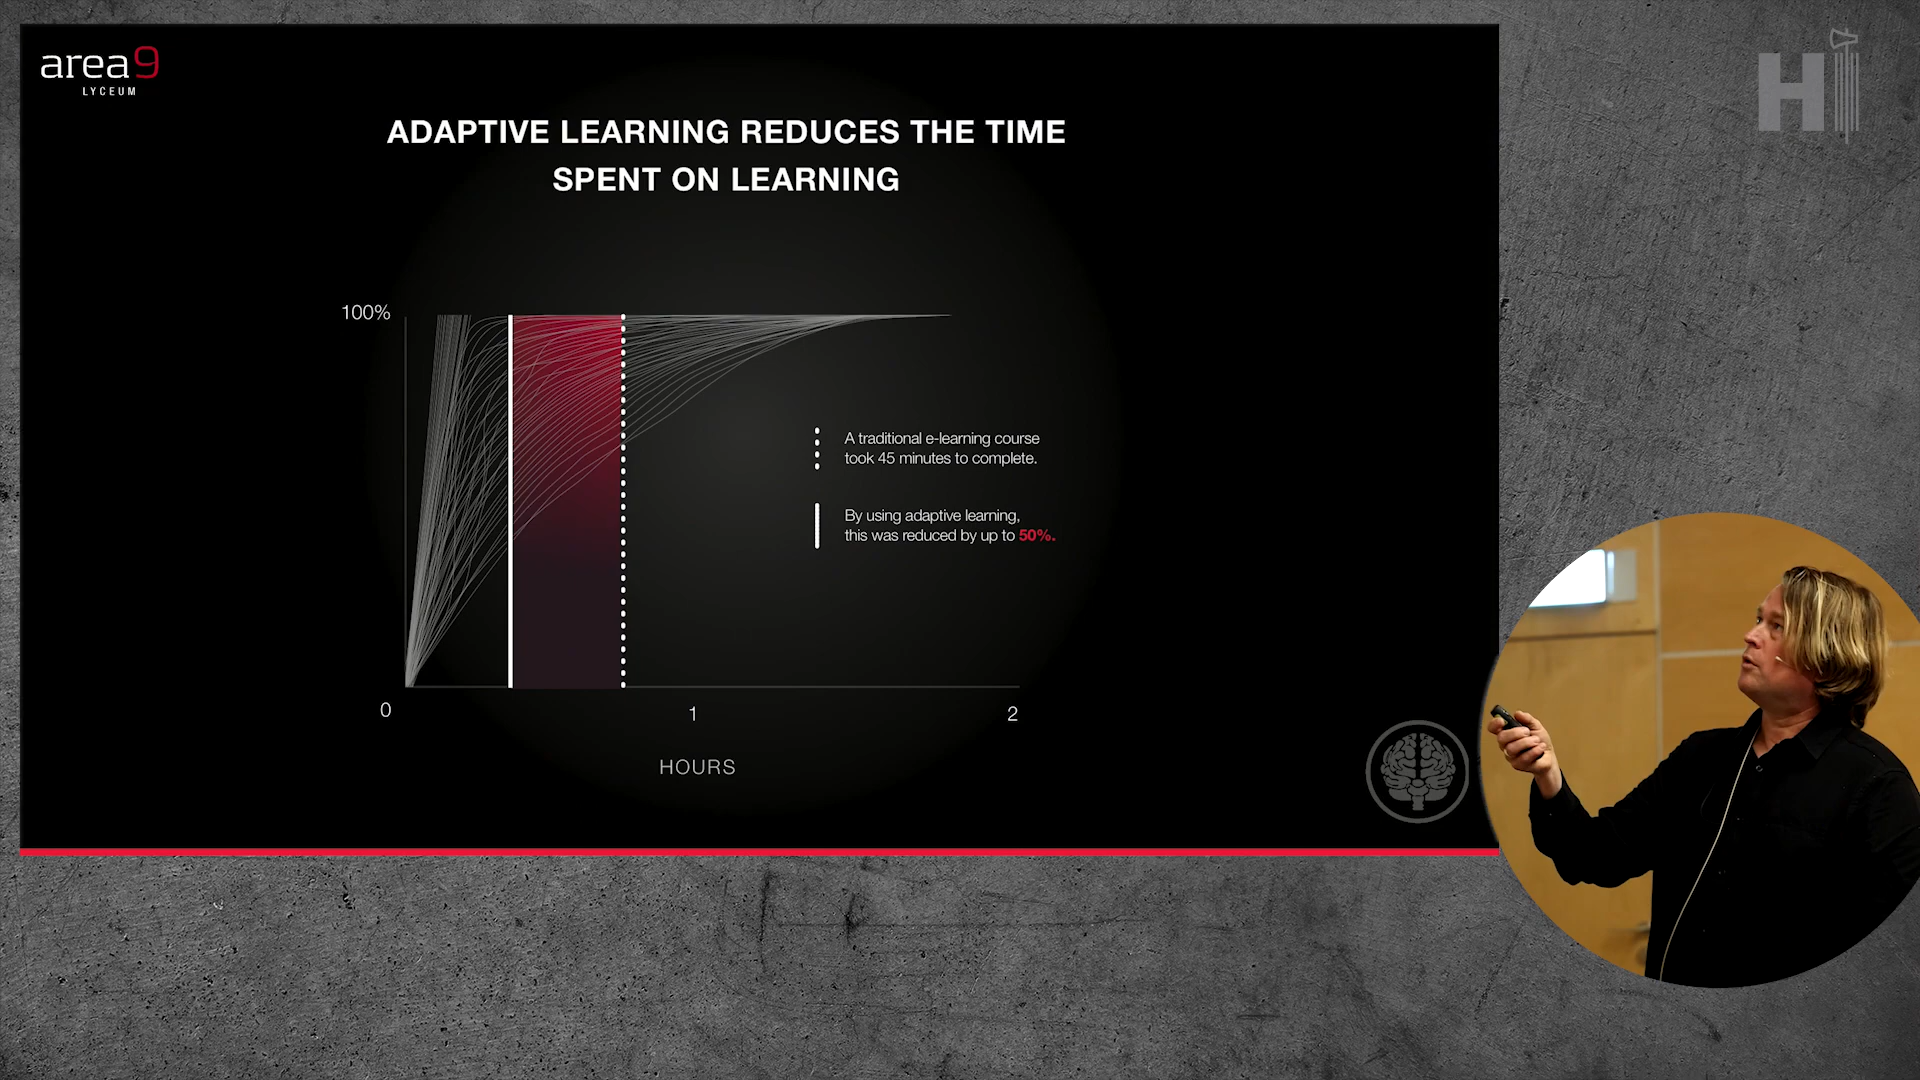 area9
LYCEUM
ADAPTIVE LEARNING REDUCES THE TIME
SPENT ON LEARNING
100%
A traditional e-learning course
took 45 minutes to complete.
By using adaptive learning,
this was reduced by up to 50%.
0
1
2
HOURS
H